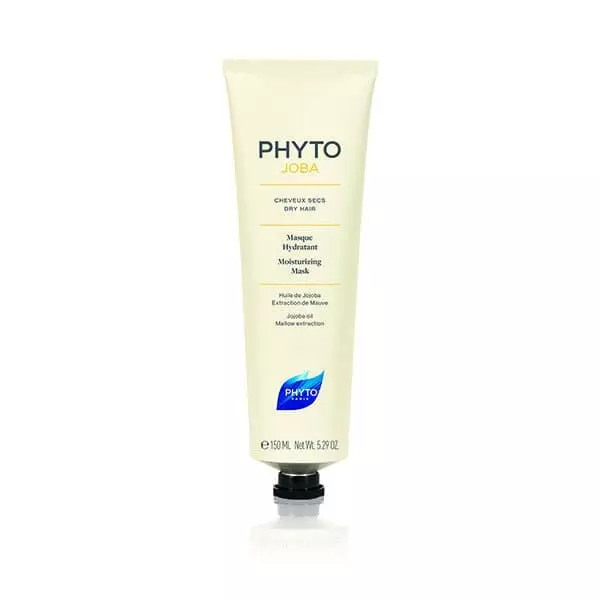 PHYTO
JOBA
CHEVEUX SECS
DRY HAIR
Masque
Hydratant
Moisturizing
Mask
Huile de Jojoba
Extraction de Mauve
Jojoba oil
Mallow extraction
PHYTO
PARIS
℮ 150 ML Net Wt. 5.29 OZ.